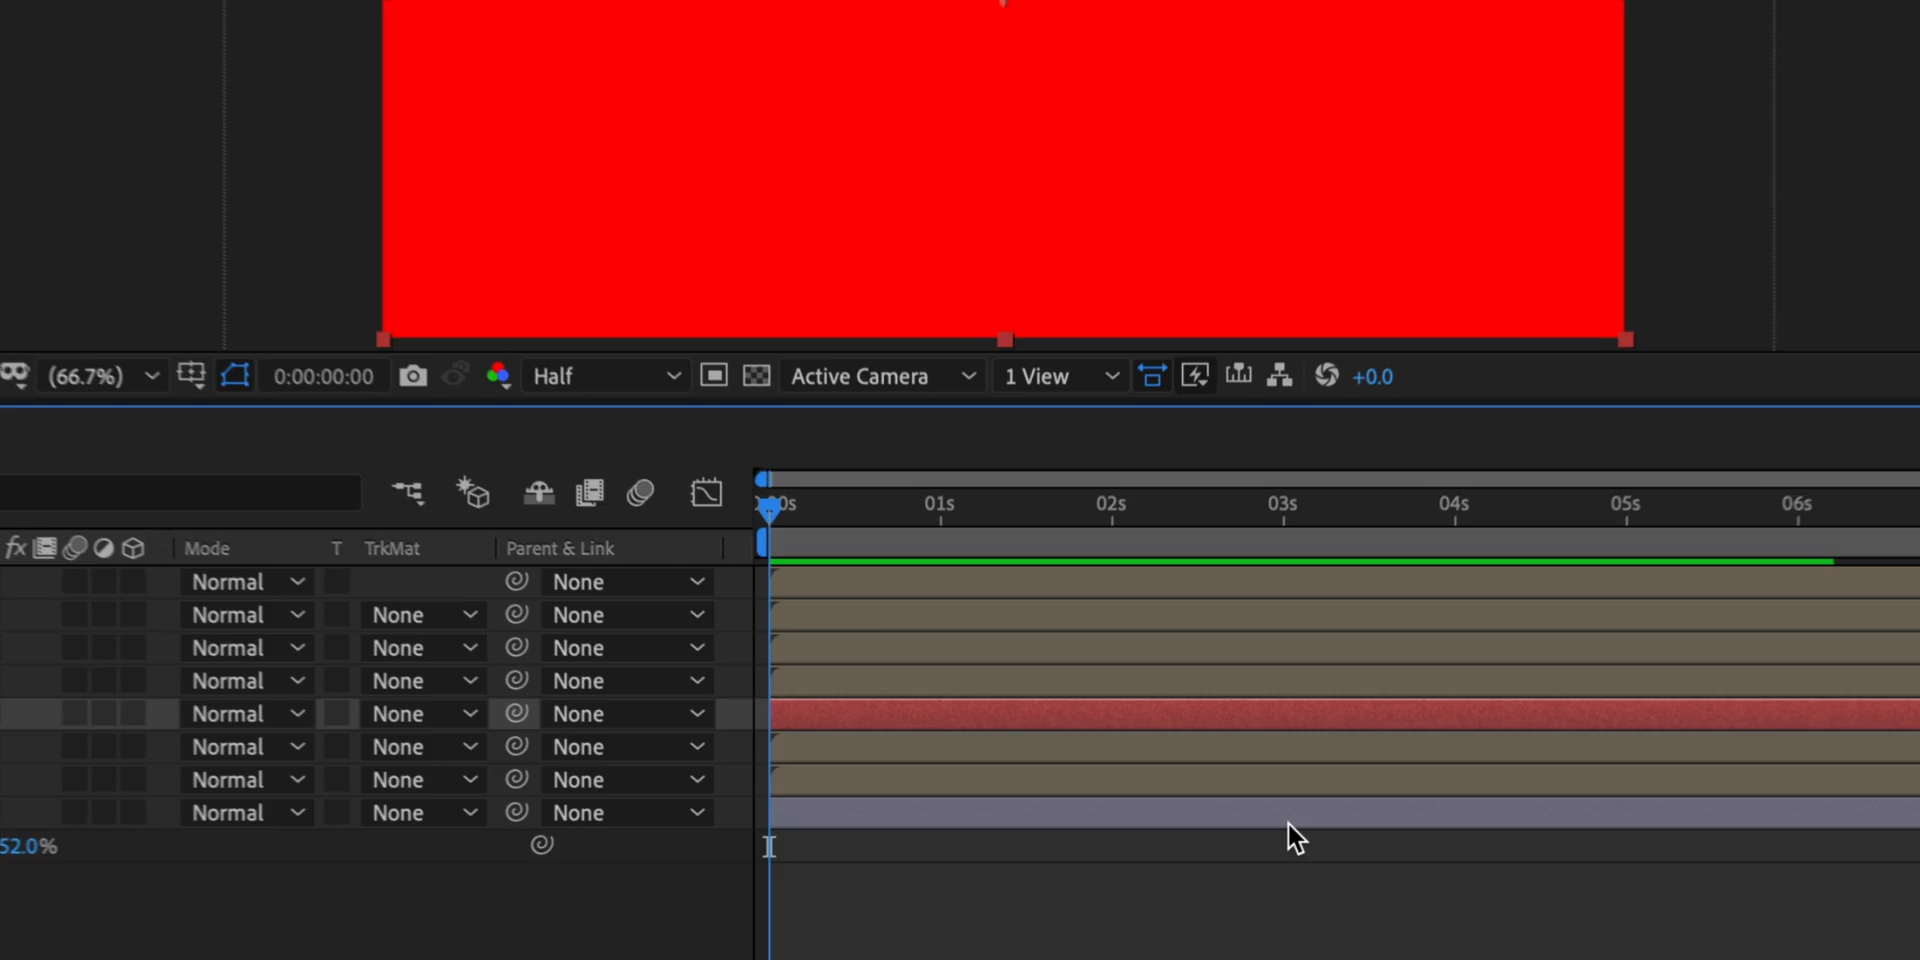 (66.7%) 0:00:00:00 Half Active Camera 1 View +0.0
00s 01s 02s 03s 04s 05s 06s
fx Mode T TrkMat Parent & Link
Normal None
Normal None None
Normal None None
Normal None None
Normal None None
Normal None None
Normal None None
Normal None None
52.0%